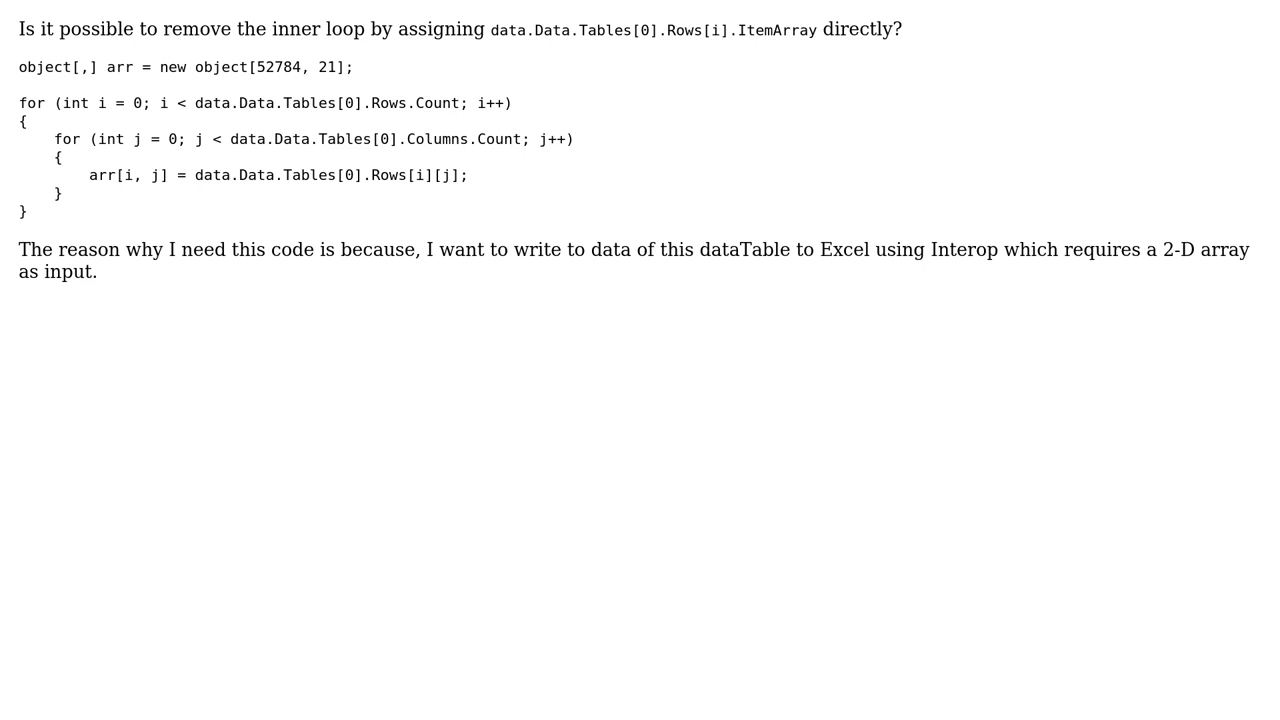 Is it possible to remove the inner loop by assigning data.Data.Tables[0].Rows[i].ItemArray directly?
object[,] arr = new object[52784, 21];
for (int i = 0; i < data.Data.Tables[0].Rows.Count; i++)
{
    for (int j = 0; j < data.Data.Tables[0].Columns.Count; j++)
    {
        arr[i, j] = data.Data.Tables[0].Rows[i][j];
    }
}
The reason why I need this code is because, I want to write to data of this dataTable to Excel using Interop which requires a 2-D array
as input.